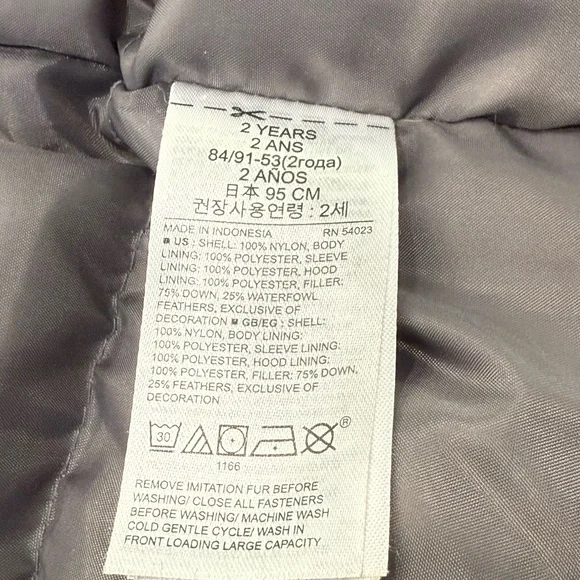 2 YEARS
2 ANS
84/91-53(2года)
2 AÑOS
日本 95 CM
권장사용연령 : 2세
MADE IN INDONESIA RN 54023
US : SHELL: 100% NYLON, BODY
LINING: 100% POLYESTER, SLEEVE
LINING: 100% POLYESTER, HOOD
LINING: 100% POLYESTER, FILLER:
75% DOWN, 25% WATERFOWL
FEATHERS, EXCLUSIVE OF
DECORATION GB/EG : SHELL:
100% NYLON, BODY LINING:
100% POLYESTER, SLEEVE LINING:
100% POLYESTER, HOOD LINING:
100% POLYESTER, FILLER: 75% DOWN,
25% FEATHERS, EXCLUSIVE OF
DECORATION
30 ®
1166
REMOVE IMITATION FUR BEFORE
WASHING/ CLOSE ALL FASTENERS
BEFORE WASHING/ MACHINE WASH
COLD GENTLE CYCLE/ WASH IN
FRONT LOADING LARGE CAPACITY